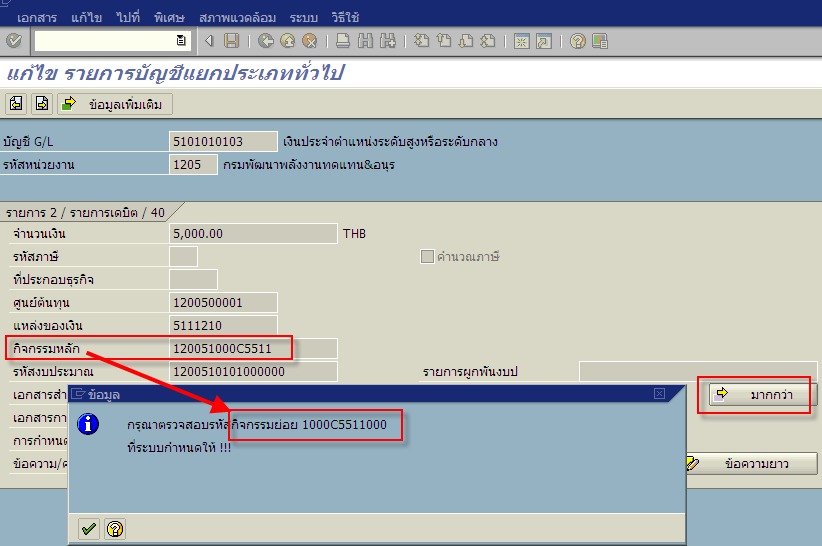 เอกสาร แก้ไข ไปที่ พิเศษ สภาพแวดล้อม ระบบ วิธีใช้
แก้ไข รายการบัญชีแยกประเภททั่วไป
ข้อมูลเพิ่มเติม
บัญชี G/L 5101010103 เงินประจำตำแหน่งระดับสูงหรือระดับกลาง
รหัสหน่วยงาน 1205 กรมพัฒนาพลังงานทดแทน&อนุร
รายการ 2 / รายการเดบิต / 40
จำนวนเงิน 5,000.00 THB
รหัสภาษี คำนวณภาษี
ที่ประกอบธุรกิจ
ศูนย์ต้นทุน 1200500001
แหล่งของเงิน 5111210
กิจกรรมหลัก 120051000C5511
รหัสงบประมาณ 1200510101000000 รายการผูกพันงบป
เอกสารสำ มากกว่า
เอกสารกา
การกำหนด
ข้อความ/ค ข้อความยาว
ข้อมูล
กรุณาตรวจสอบรหัสกิจกรรมย่อย 1000C5511000
ที่ระบบกำหนดให้ !!!